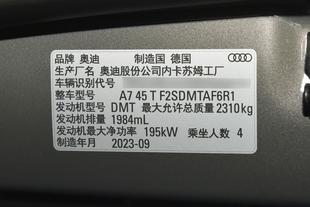 品牌 奥迪 制造国 德国
生产厂名 奥迪股份公司内卡苏姆工厂
车辆识别代号
整车型号 A7 45 T F2SDMTAF6R1
发动机型号 DMT 最大允许总质量 2310kg
发动机排量 1984mL
发动机最大净功率 195kW 乘坐人数 4
制造年月 2023-09